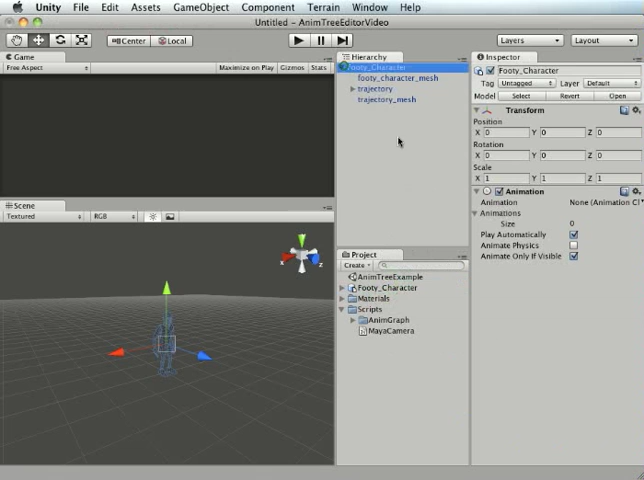 Unity File Edit Assets GameObject Component Terrain Window Help
Untitled - AnimTreeEditorVideo
Center Local Layers Layout
Game
Free Aspect Maximize on Play Gizmos Stats
Scene
Textured RGB
x z
Hierarchy
Footy_Character
footy_character_mesh
trajectory
trajectory_mesh
Project
Create
AnimTreeExample
Footy_Character
Materials
Scripts
AnimGraph
MayaCamera
Inspector
Footy_Character
Tag Untagged Layer Default
Model Select Revert Open
Transform
Position
X 0 Y 0 Z 0
Rotation
X 0 Y 0 Z 0
Scale
X 1 Y 1 Z 1
Animation
Animation None (Animation Cl
Animations
Size 0
Play Automatically
Animate Physics
Animate Only If Visible